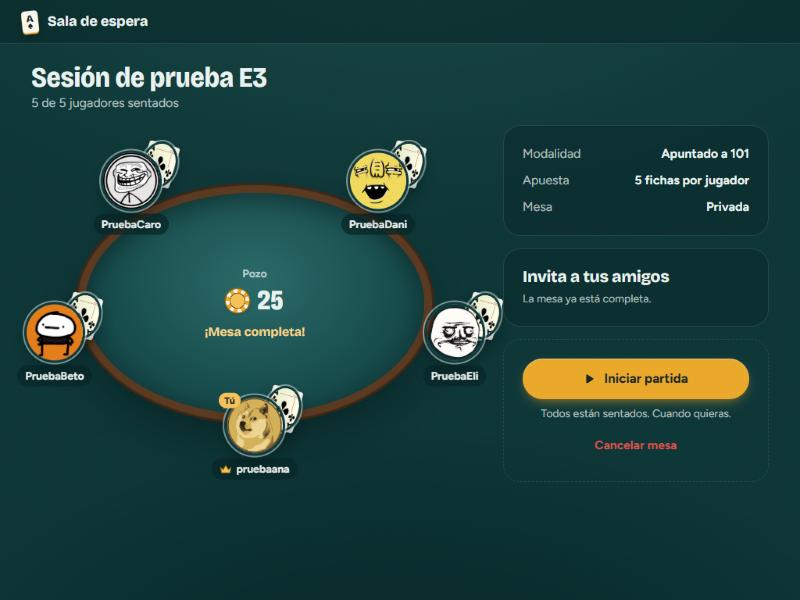 A
Sala de espera
Sesión de prueba E3
5 de 5 jugadores sentados
PruebaCaro
PruebaDani
Pozo
25
¡Mesa completa!
PruebaBeto
PruebaEli
Tú
pruebaana
Modalidad Apuntado a 101
Apuesta 5 fichas por jugador
Mesa Privada
Invita a tus amigos
La mesa ya está completa.
Iniciar partida
Todos están sentados. Cuando quieras.
Cancelar mesa